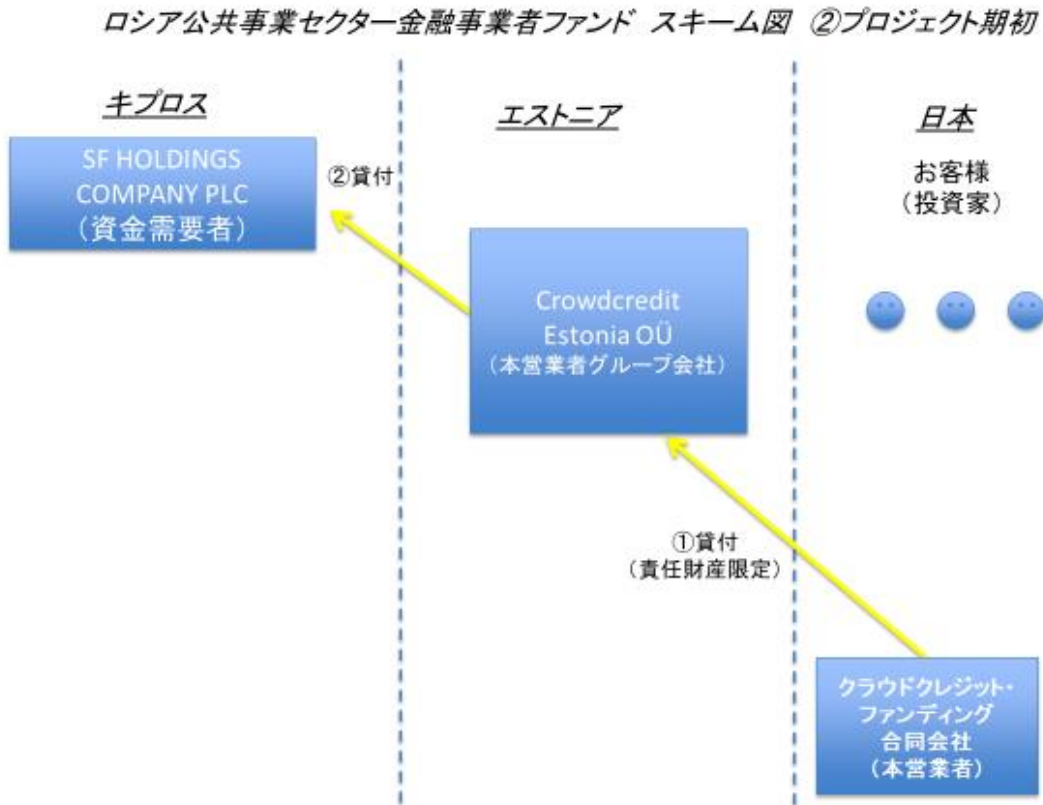 ロシア公共事業セクター金融事業者ファンド スキーム図 ②プロジェクト期初
キプロス
SF HOLDINGS
COMPANY PLC
（資金需要者）
②貸付
エストニア
Crowdcredit
Estonia OÜ
（本営業者グループ会社）
日本
お客様
（投資家）
①貸付
（責任財産限定）
クラウドクレジット・
ファンディング
合同会社
（本営業者）